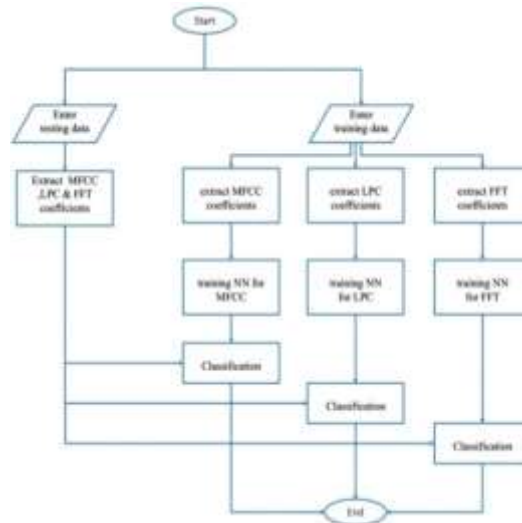 Start
Enter
testing data
Enter
training data
Extract MFCC
,LPC & FFT
coefficients
extract MFCC
coefficients
extract LPC
coefficients
extract FFT
coefficients
training NN for
MFCC
training NN
for LPC
training NN
for FFT
Classification
Classification
Classification
End